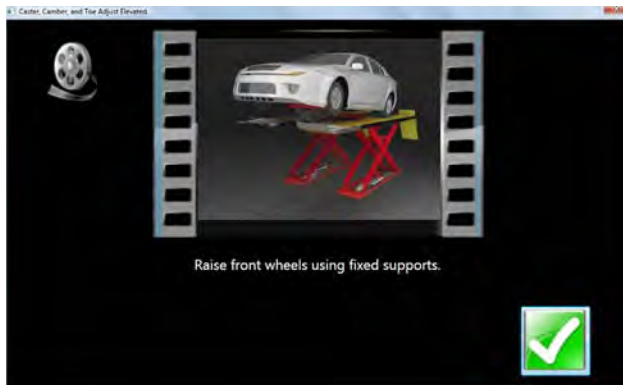 Caster, Camber, and Toe Adjust Elevated.
Raise front wheels using fixed supports.